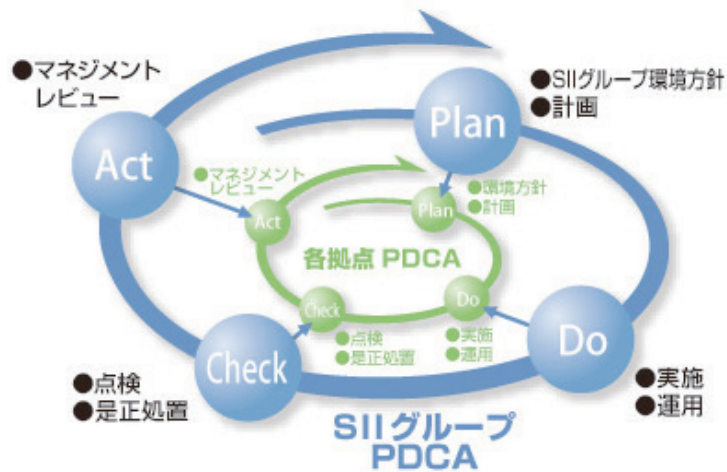 ●マネジメント
レビュー
Act
Plan
●SIIグループ環境方針
●計画
●マネジメント
レビュー
Act
Plan
●環境方針
●計画
各拠点 PDCA
Check
Do
●点検
●是正処置
●実施
●運用
Check
Do
●点検
●是正処置
●実施
●運用
SIIグループ
PDCA